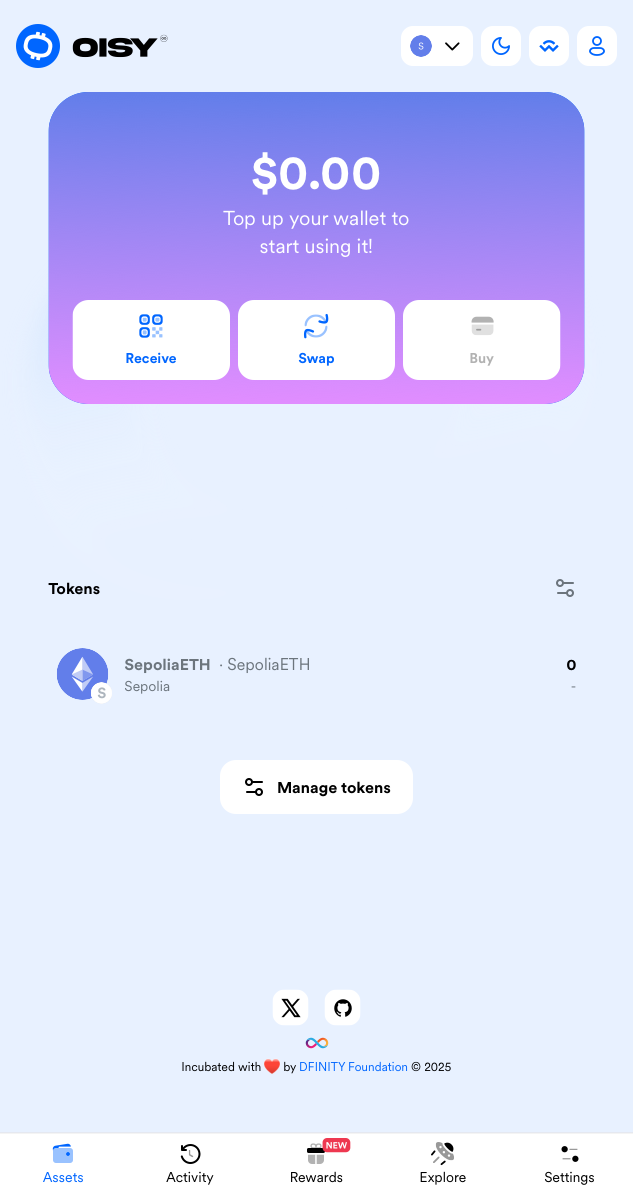 OISY
S
$0.00
Top up your wallet to
start using it!
Receive
Swap
Buy
Tokens
SepoliaETH · SepoliaETH
0
Sepolia
-
S
Manage tokens
Incubated with ❤️ by DFINITY Foundation © 2025
NEW
Assets
Activity
Rewards
Explore
Settings